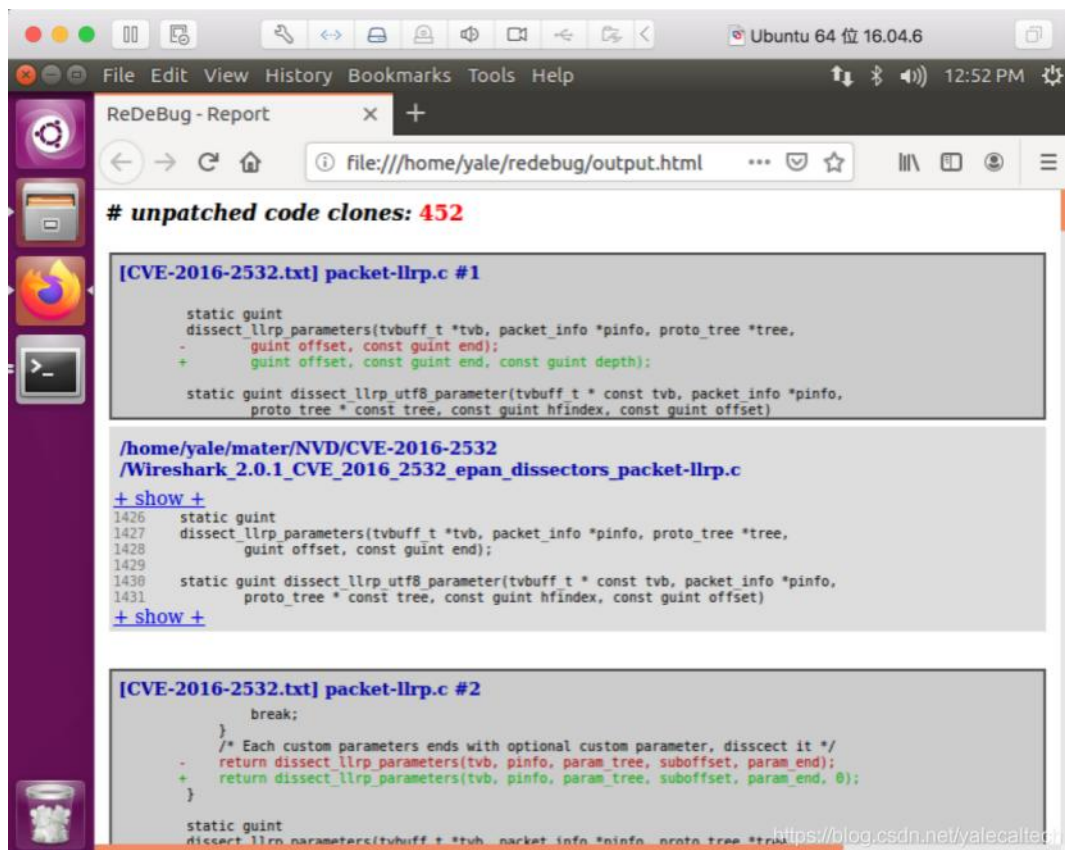 Ubuntu 64 位 16.04.6
File Edit View History Bookmarks Tools Help
12:52 PM
ReDeBug - Report
file:///home/yale/redebug/output.html
# unpatched code clones: 452
[CVE-2016-2532.txt] packet-llrp.c #1
static guint
dissect_llrp_parameters(tvbuff_t *tvb, packet_info *pinfo, proto_tree *tree,
- guint offset, const guint end);
+ guint offset, const guint end, const guint depth);
static guint dissect_llrp_utf8_parameter(tvbuff_t * const tvb, packet_info *pinfo,
proto_tree * const tree, const guint hfindex, const guint offset)
/home/yale/mater/NVD/CVE-2016-2532
/Wireshark_2.0.1_CVE_2016_2532_epan_dissectors_packet-llrp.c
+ show +
1426 static guint
1427 dissect_llrp_parameters(tvbuff_t *tvb, packet_info *pinfo, proto_tree *tree,
1428 guint offset, const guint end);
1429
1430 static guint dissect_llrp_utf8_parameter(tvbuff_t * const tvb, packet_info *pinfo,
1431 proto_tree * const tree, const guint hfindex, const guint offset)
+ show +
[CVE-2016-2532.txt] packet-llrp.c #2
break;
}
/* Each custom parameters ends with optional custom parameter, disscect it */
- return dissect_llrp_parameters(tvb, pinfo, param_tree, suboffset, param_end);
+ return dissect_llrp_parameters(tvb, pinfo, param_tree, suboffset, param_end, 0);
}
static guint
dissect_llrp_parameters(tvbuff_t *tvb, packet_info *pinfo, proto_tree
https://blog.csdn.net/yalecaltech